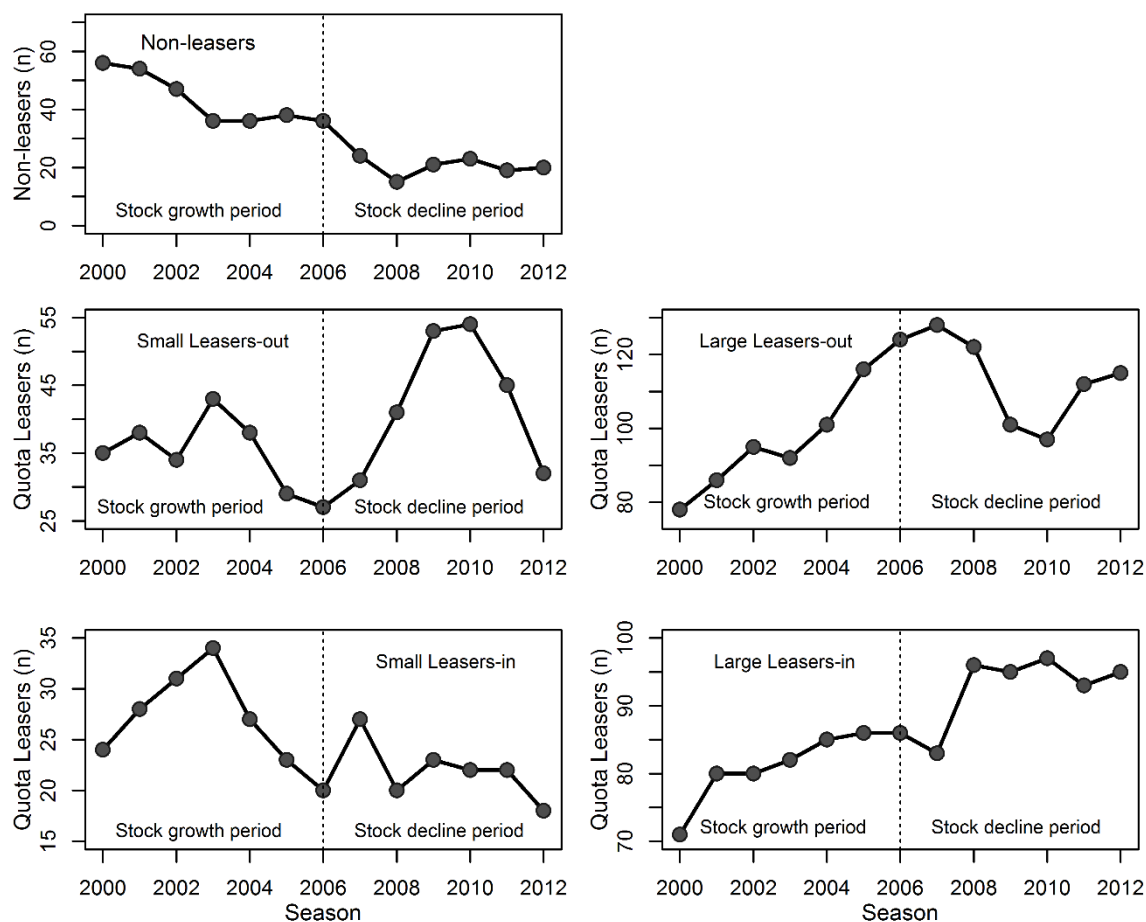 Non-leasers (n)
60
40
20
0
Non-leasers
Stock growth period
Stock decline period
2000 2002 2004 2006 2008 2010 2012
Quota Leasers (n)
55
45
35
25
Small Leasers-out
Stock growth period
Stock decline period
2000 2002 2004 2006 2008 2010 2012
Quota Leasers (n)
120
100
80
Large Leasers-out
Stock growth period
Stock decline period
2000 2002 2004 2006 2008 2010 2012
Quota Leasers (n)
35
30
25
20
15
Small Leasers-in
Stock growth period
Stock decline period
2000 2002 2004 2006 2008 2010 2012
Season
Quota Leasers (n)
100
90
80
70
Large Leasers-in
Stock growth period
Stock decline period
2000 2002 2004 2006 2008 2010 2012
Season